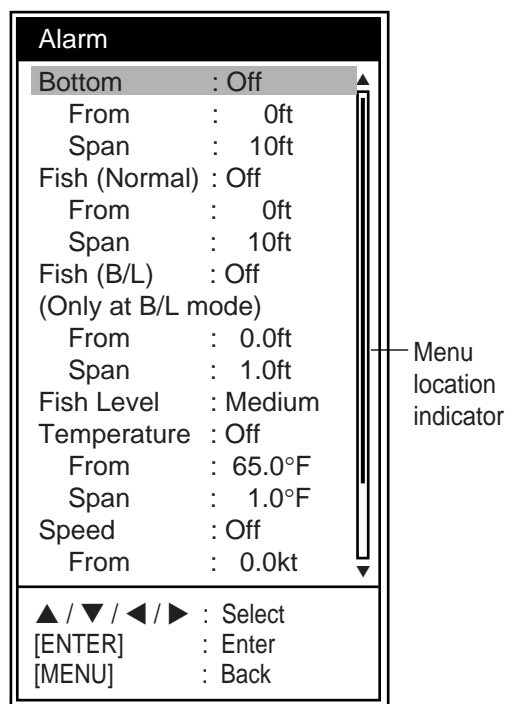 Alarm
Bottom : Off
From : 0ft
Span : 10ft
Fish (Normal) : Off
From : 0ft
Span : 10ft
Fish (B/L) : Off
(Only at B/L mode)
From : 0.0ft
Span : 1.0ft
Fish Level : Medium
Temperature : Off
From : 65.0°F
Span : 1.0°F
Speed : Off
From : 0.0kt
▲ / ▼ / ◀ / ▶ : Select
[ENTER] : Enter
[MENU] : Back
Menu
location
indicator